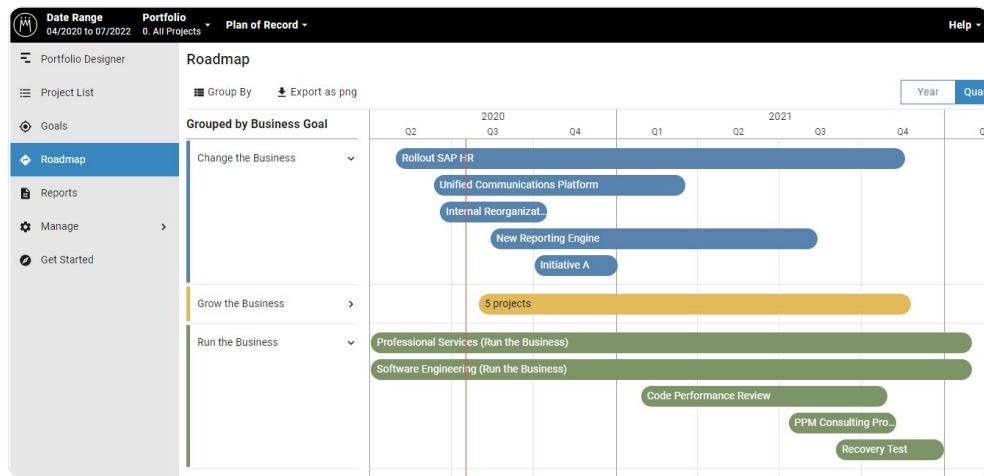 Date Range
04/2020 to 07/2022
Portfolio
0. All Projects
Plan of Record
Help
Portfolio Designer
Project List
Goals
Roadmap
Reports
Manage
Get Started
Roadmap
Group By
Export as png
Year
Qua
Grouped by Business Goal
2020
2021
Q2 Q3 Q4 Q1 Q2 Q3 Q4
Change the Business
Rollout SAP HR
Unified Communications Platform
Internal Reorganizat...
New Reporting Engine
Initiative A
Grow the Business
5 projects
Run the Business
Professional Services (Run the Business)
Software Engineering (Run the Business)
Code Performance Review
PPM Consulting Pro...
Recovery Test